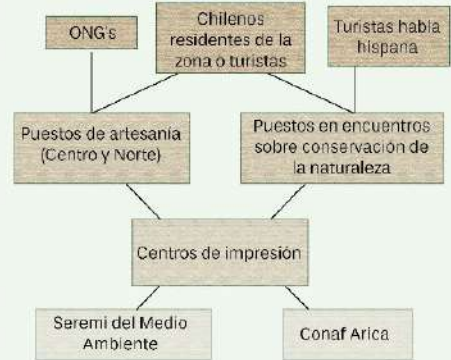 ONG's
Chilenos
residentes de la
zona o turistas
Turistas habla
hispana
Puestos de artesanía
(Centro y Norte)
Puestos en encuentros
sobre conservación de
la naturaleza
Centros de impresión
Seremi del Medio
Ambiente
Conaf Arica